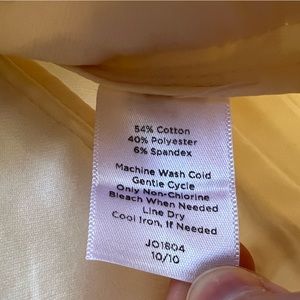 54% Cotton
40% Polyester
6% Spandex
Machine Wash Cold
Gentle Cycle
Only Non-Chlorine
Bleach When Needed
Line Dry
Cool Iron, If Needed
JO1804
10/10